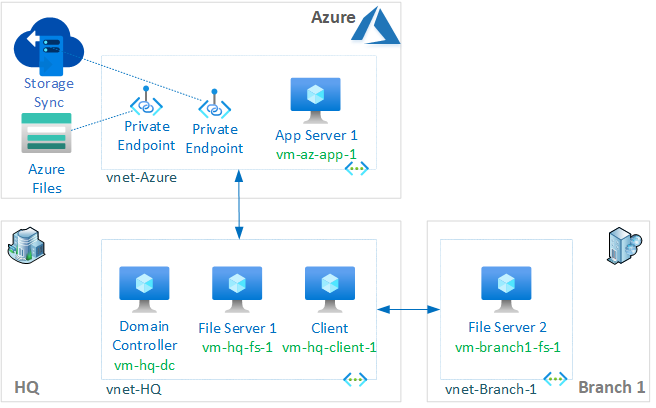 Azure
Storage
Sync
Private
Endpoint
Private
Endpoint
App Server 1
vm-az-app-1
Azure
Files
vnet-Azure
Domain
Controller
vm-hq-dc
File Server 1
vm-hq-fs-1
Client
vm-hq-client-1
File Server 2
vm-branch1-fs-1
HQ
vnet-HQ
vnet-Branch-1
Branch 1